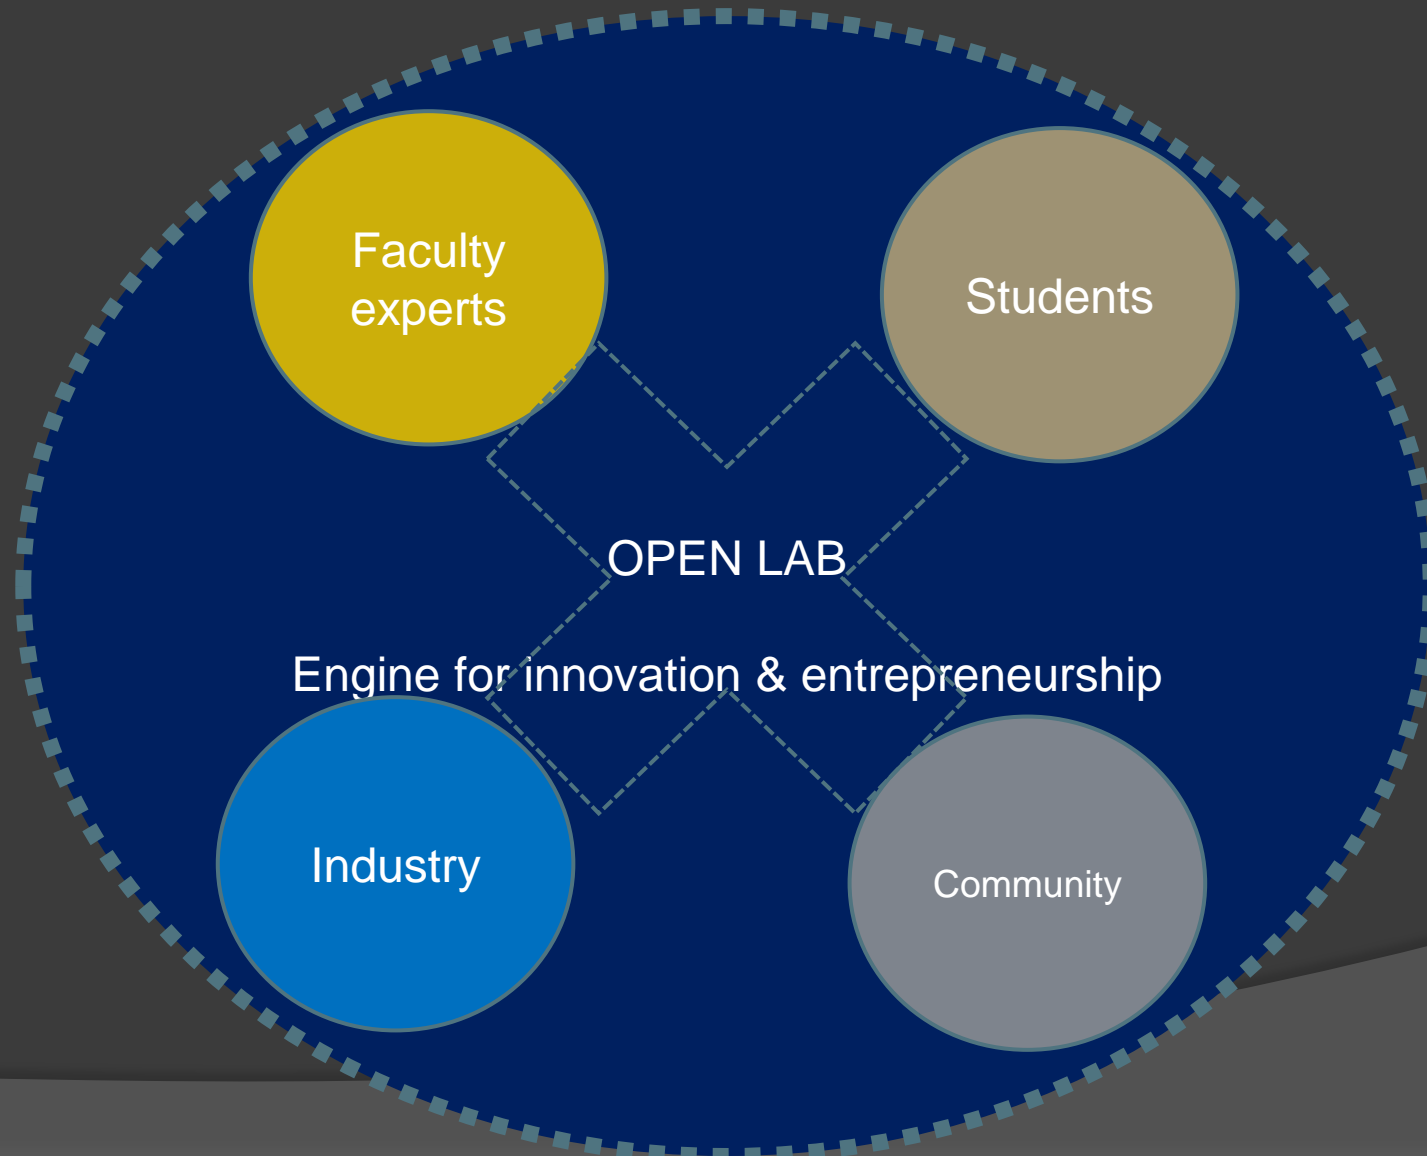 Faculty
experts
Students
OPEN LAB
Engine for innovation & entrepreneurship
Industry
Community